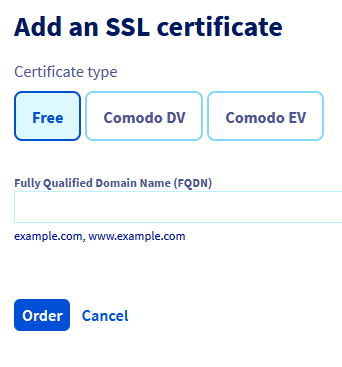 Add an SSL certificate
Certificate type
Free
Comodo DV
Comodo EV
Fully Qualified Domain Name (FQDN)
example.com, www.example.com
Order
Cancel